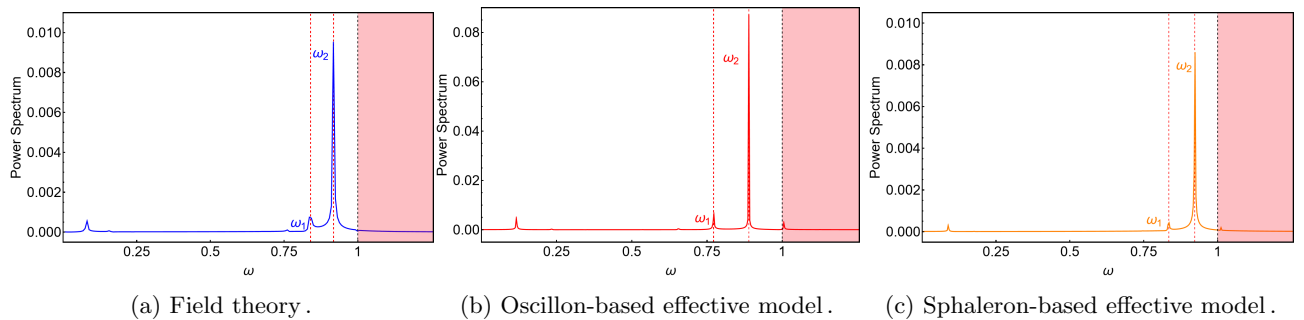 0.010
0.008
0.006
0.004
0.002
0.000
Power Spectrum
ω₂
ω₁
0.25
0.5
0.75
1
ω
(a) Field theory .
0.08
0.06
0.04
0.02
0.00
Power Spectrum
ω₂
ω₁
0.25
0.5
0.75
1
ω
(b) Oscillon-based effective model .
0.010
0.008
0.006
0.004
0.002
0.000
Power Spectrum
ω₂
ω₁
0.25
0.5
0.75
1
ω
(c) Sphaleron-based effective model .